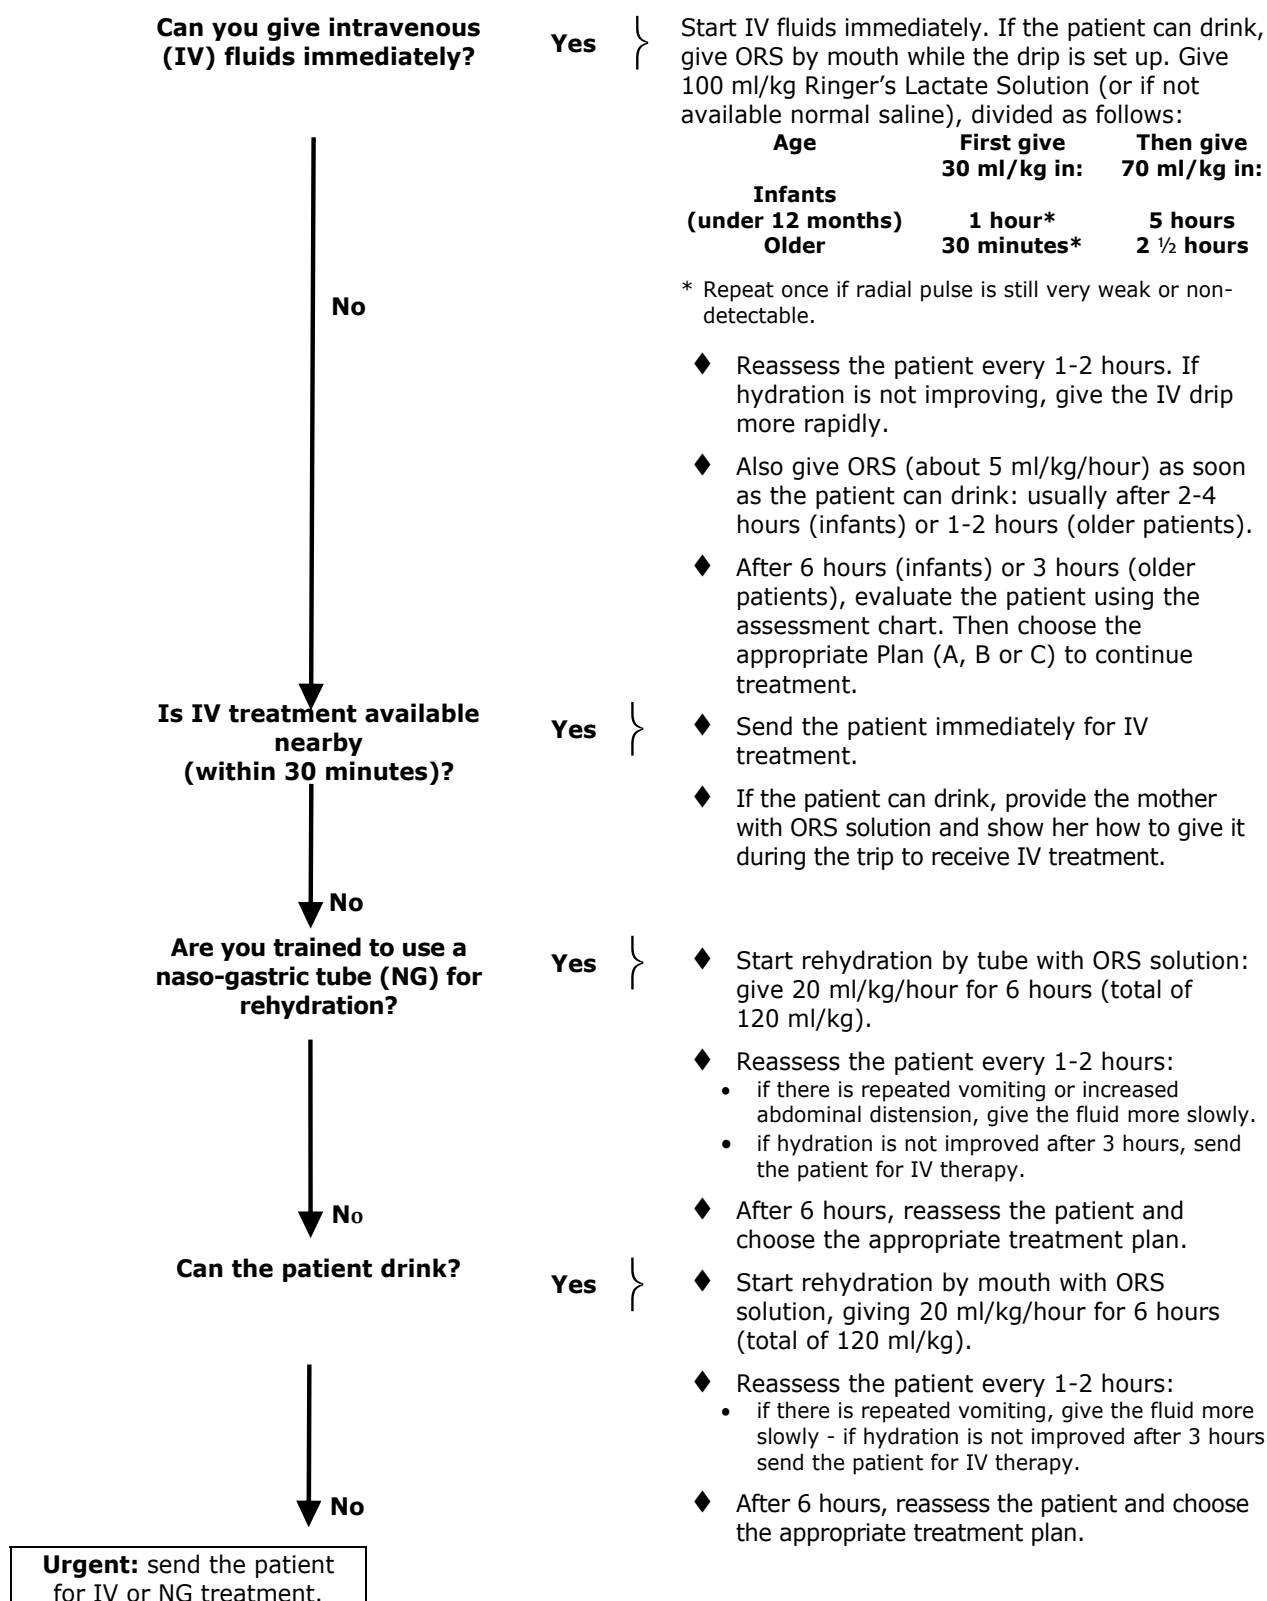 Can you give intravenous
(IV) fluids immediately?
Yes
Start IV fluids immediately. If the patient can drink,
give ORS by mouth while the drip is set up. Give
100 ml/kg Ringer's Lactate Solution (or if not
available normal saline), divided as follows:
Age First give Then give
30 ml/kg in: 70 ml/kg in:
Infants
(under 12 months) 1 hour* 5 hours
Older 30 minutes* 2 ½ hours
* Repeat once if radial pulse is still very weak or non-
detectable.
No
♦ Reassess the patient every 1-2 hours. If
hydration is not improving, give the IV drip
more rapidly.
♦ Also give ORS (about 5 ml/kg/hour) as soon
as the patient can drink: usually after 2-4
hours (infants) or 1-2 hours (older patients).
♦ After 6 hours (infants) or 3 hours (older
patients), evaluate the patient using the
assessment chart. Then choose the
appropriate Plan (A, B or C) to continue
treatment.
Is IV treatment available
nearby
(within 30 minutes)?
Yes
♦ Send the patient immediately for IV
treatment.
♦ If the patient can drink, provide the mother
with ORS solution and show her how to give it
during the trip to receive IV treatment.
No
Are you trained to use a
naso-gastric tube (NG) for
rehydration?
Yes
♦ Start rehydration by tube with ORS solution:
give 20 ml/kg/hour for 6 hours (total of
120 ml/kg).
♦ Reassess the patient every 1-2 hours:
• if there is repeated vomiting or increased
abdominal distension, give the fluid more slowly.
• if hydration is not improved after 3 hours, send
the patient for IV therapy.
♦ After 6 hours, reassess the patient and
choose the appropriate treatment plan.
No
Can the patient drink?
Yes
♦ Start rehydration by mouth with ORS
solution, giving 20 ml/kg/hour for 6 hours
(total of 120 ml/kg).
♦ Reassess the patient every 1-2 hours:
• if there is repeated vomiting, give the fluid more
slowly - if hydration is not improved after 3 hours
send the patient for IV therapy.
♦ After 6 hours, reassess the patient and choose
the appropriate treatment plan.
No
Urgent: send the patient
for IV or NG treatment.